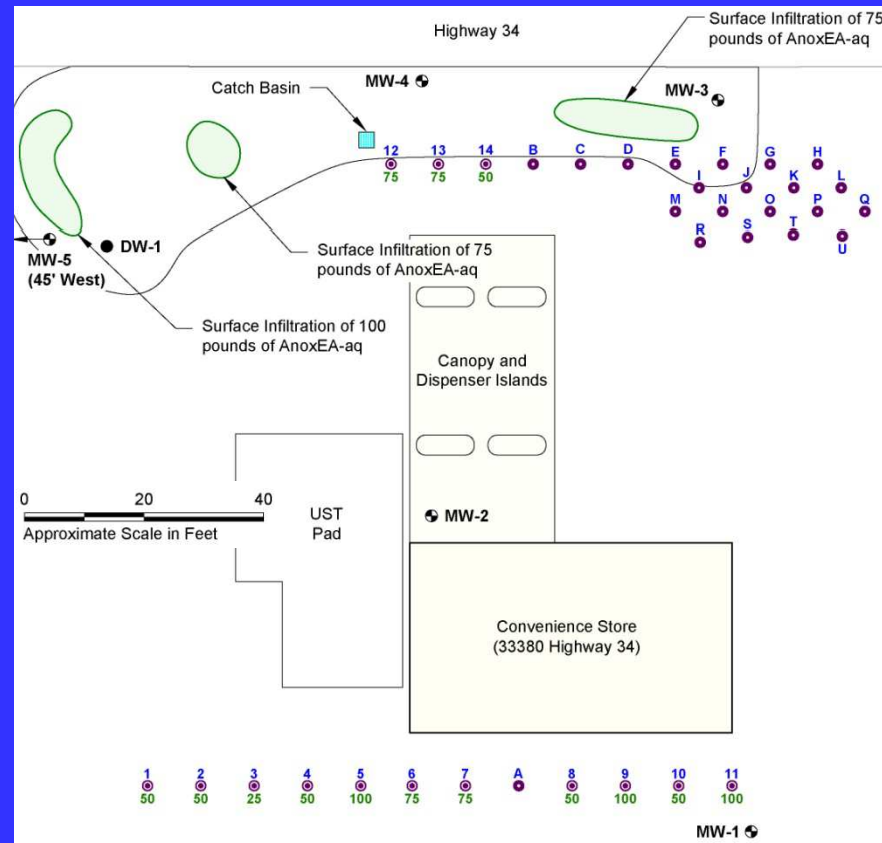 Surface Infiltration of 75
pounds of AnoxEA-aq
Highway 34
MW-4
Catch Basin
MW-3
12 13 14 B C D E F G H
75 75 50
I J K L
M N O P Q
R S T U
DW-1
MW-5
(45' West)
Surface Infiltration of 75
pounds of AnoxEA-aq
Surface Infiltration of 100
pounds of AnoxEA-aq
Canopy and
Dispenser Islands
0 20 40
Approximate Scale in Feet
UST
Pad
MW-2
Convenience Store
(33380 Highway 34)
1 2 3 4 5 6 7 A 8 9 10 11
50 50 25 50 100 75 75 50 100 50 100
MW-1